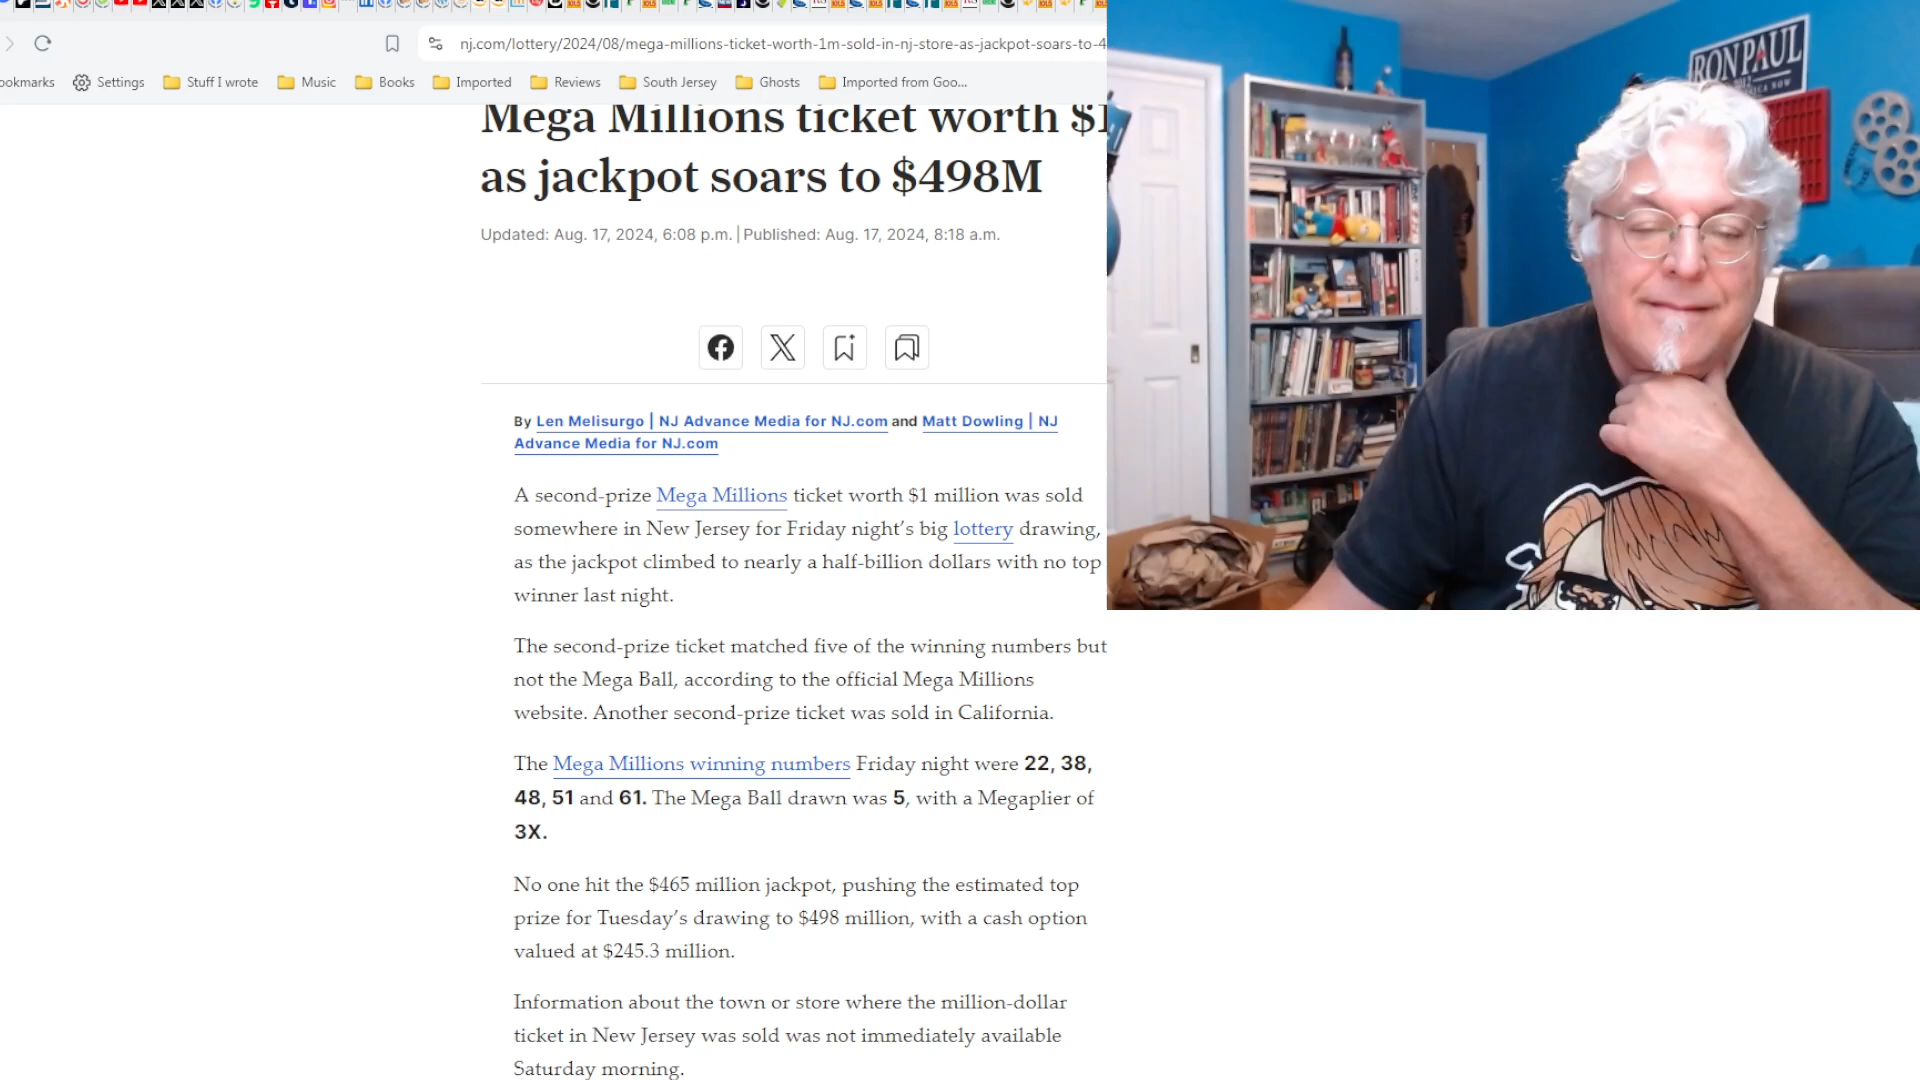 nj.com/lottery/2024/08/mega-millions-ticket-worth-1m-sold-in-nj-store-as-jackpot-soars-to-4
ookmarks Settings Stuff I wrote Music Books Imported Reviews South Jersey Ghosts Imported from Goo...
Mega Millions ticket worth $1
as jackpot soars to $498M
Updated: Aug. 17, 2024, 6:08 p.m. | Published: Aug. 17, 2024, 8:18 a.m.
By Len Melisurgo | NJ Advance Media for NJ.com and Matt Dowling | NJ
Advance Media for NJ.com
A second-prize Mega Millions ticket worth $1 million was sold
somewhere in New Jersey for Friday night's big lottery drawing,
as the jackpot climbed to nearly a half-billion dollars with no top
winner last night.
The second-prize ticket matched five of the winning numbers but
not the Mega Ball, according to the official Mega Millions
website. Another second-prize ticket was sold in California.
The Mega Millions winning numbers Friday night were 22, 38,
48, 51 and 61. The Mega Ball drawn was 5, with a Megaplier of
3X.
No one hit the $465 million jackpot, pushing the estimated top
prize for Tuesday's drawing to $498 million, with a cash option
valued at $245.3 million.
Information about the town or store where the million-dollar
ticket in New Jersey was sold was not immediately available
Saturday morning.
RON PAUL
2012